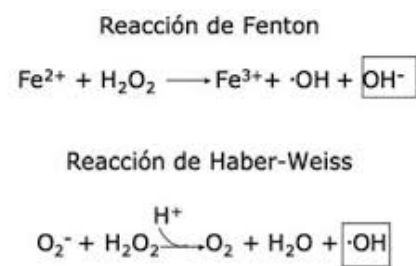 Reacción de Fenton
Fe²⁺ + H₂O₂ ⟶ Fe³⁺ + ·OH + OH⁻
Reacción de Haber-Weiss
H⁺
O₂⁻ + H₂O₂ → O₂ + H₂O + ·OH